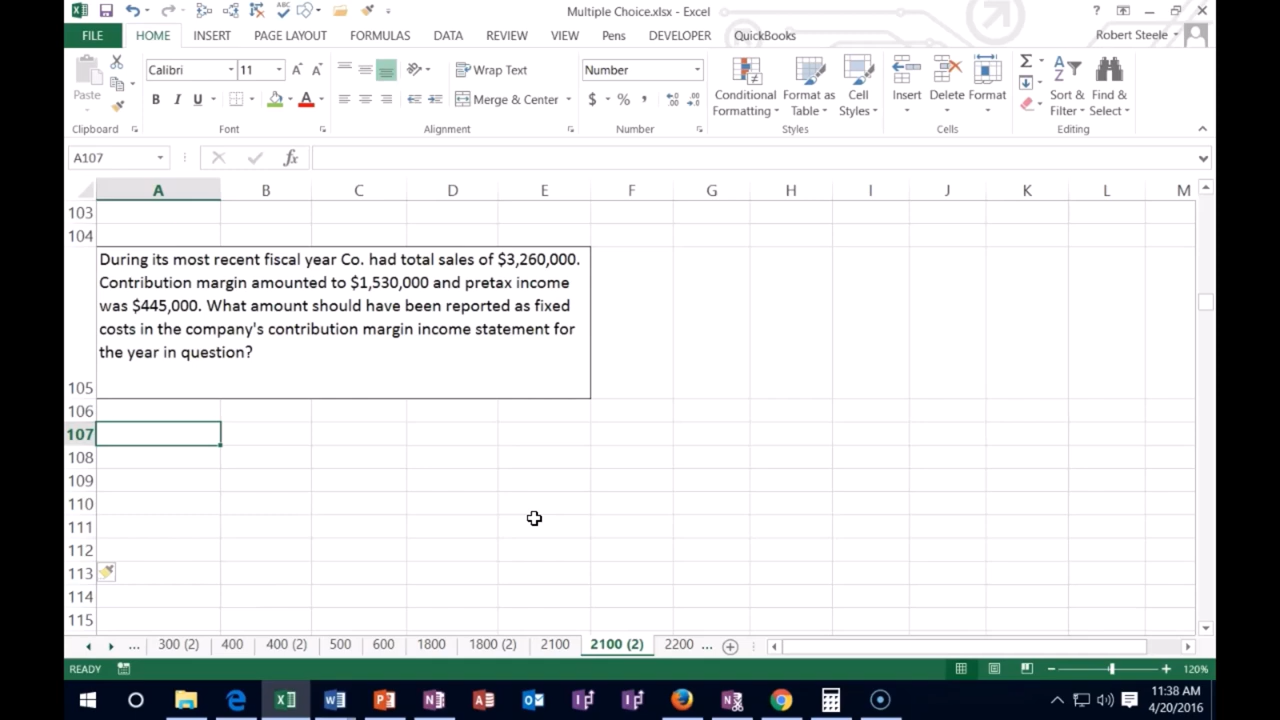 Multiple Choice.xlsx - Excel
FILE HOME INSERT PAGE LAYOUT FORMULAS DATA REVIEW VIEW Pens DEVELOPER QuickBooks Robert Steele
Calibri 11 Wrap Text Number
Paste Merge & Center Conditional Formatting Format as Table Cell Styles Insert Delete Format Sort & Filter Find & Select
Clipboard Font Alignment Number Styles Cells Editing
A107
A B C D E F G H I J K L M
103
104
During its most recent fiscal year Co. had total sales of $3,260,000.
Contribution margin amounted to $1,530,000 and pretax income
was $445,000. What amount should have been reported as fixed
costs in the company's contribution margin income statement for
the year in question?
105
106
107
108
109
110
111
112
113
114
115
... 300 (2) 400 400 (2) 500 600 1800 1800 (2) 2100 2100 (2) 2200 ...
READY 120%
11:38 AM
4/20/2016